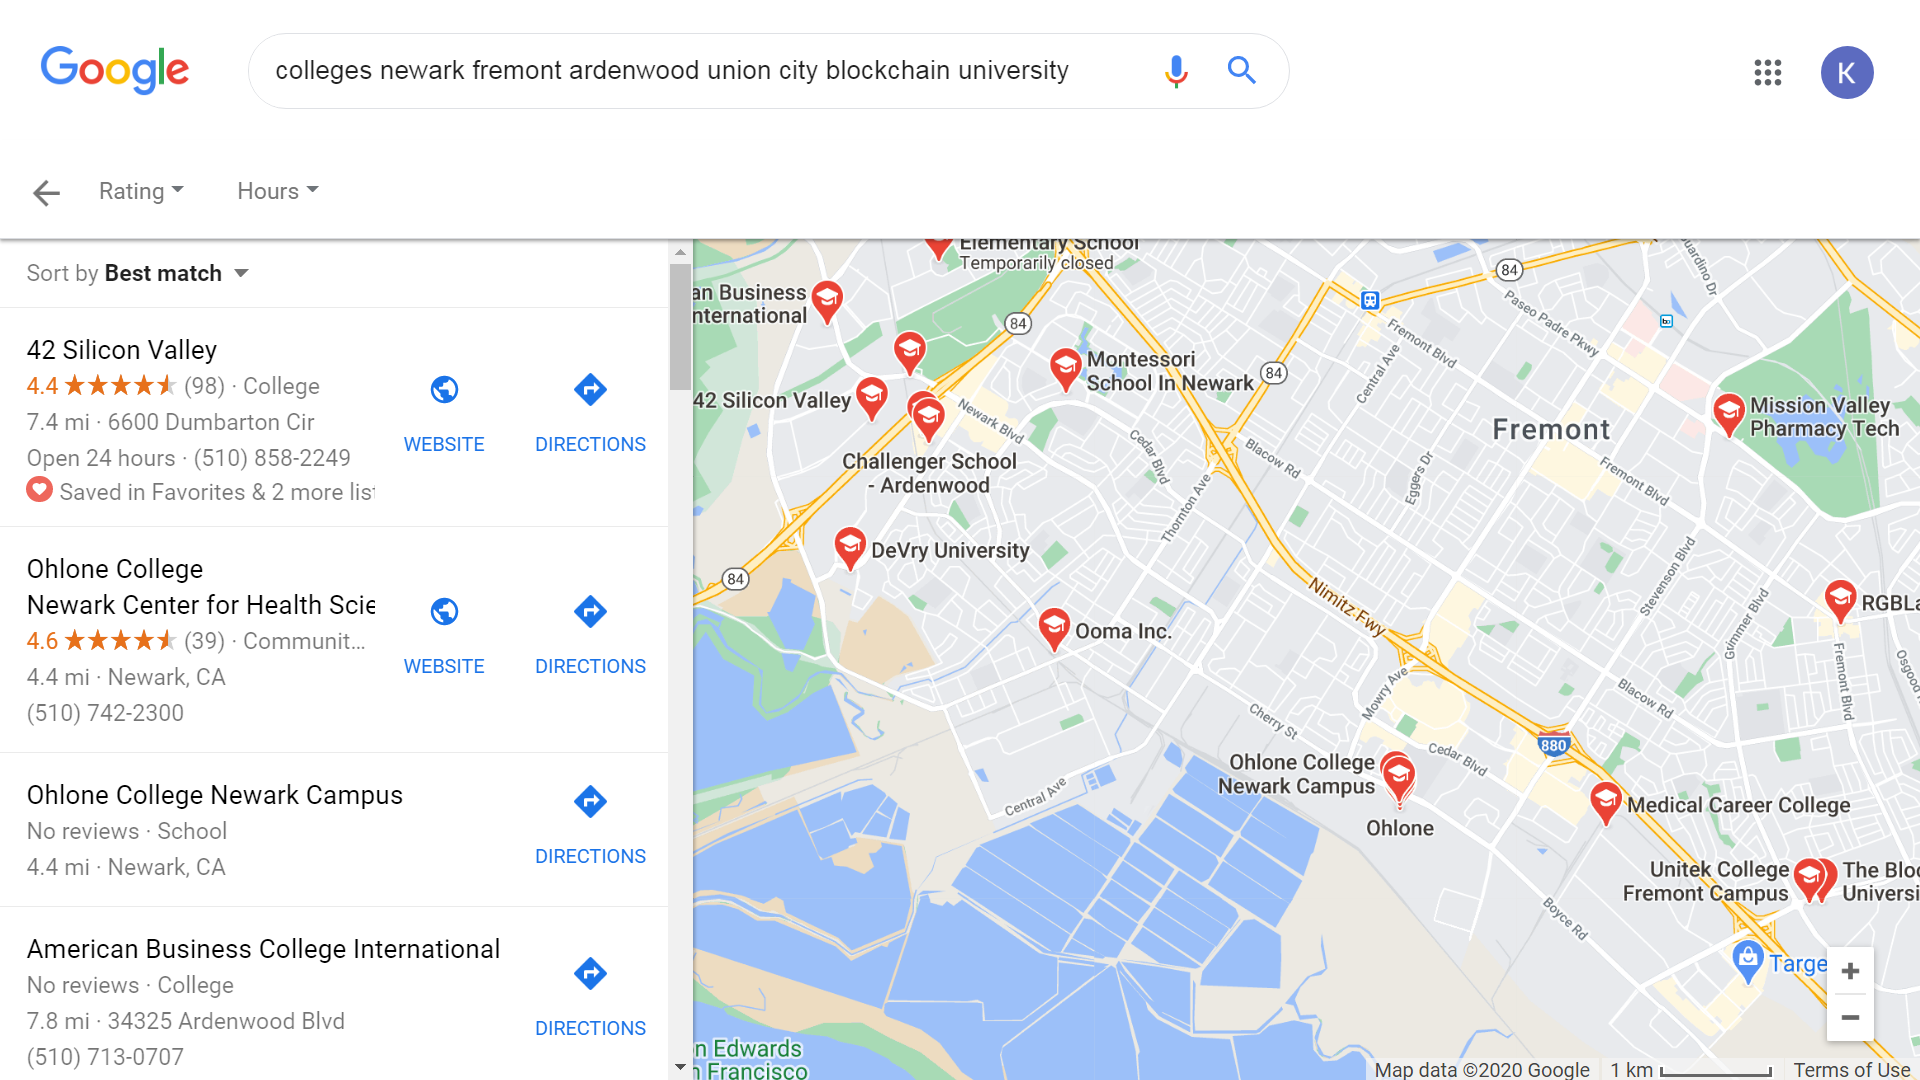 Google
colleges newark fremont ardenwood union city blockchain university
K
Rating
Hours
Sort by Best match
42 Silicon Valley
4.4 (98) · College
7.4 mi · 6600 Dumbarton Cir
Open 24 hours · (510) 858-2249
Saved in Favorites & 2 more list
WEBSITE
DIRECTIONS
Ohlone College
Newark Center for Health Scie
4.6 (39) · Communit...
4.4 mi · Newark, CA
(510) 742-2300
WEBSITE
DIRECTIONS
Ohlone College Newark Campus
No reviews · School
4.4 mi · Newark, CA
DIRECTIONS
American Business College International
No reviews · College
7.8 mi · 34325 Ardenwood Blvd
(510) 713-0707
DIRECTIONS
Elementary School
Temporarily closed
an Business
nternational
84
84
84
84
Montessori
School In Newark
42 Silicon Valley
Newark Blvd
Challenger School
- Ardenwood
Cedar Blvd
Thornton Ave
Blacow Rd
Central Ave
Fremont Blvd
Paseo Padre Pkwy
uardino Dr
Eggers Dr
Fremont
Fremont Blvd
Mission Valley
Pharmacy Tech
DeVry University
Stevenson Blvd
Grimmer Blvd
Nimitz Fwy
RGBLa
Ooma Inc.
Fremont Blvd
Osgood
Mowry Ave
Blacow Rd
Cherry St
Cedar Blvd
880
Ohlone College
Newark Campus
Ohlone
Central Ave
Medical Career College
Unitek College
Fremont Campus
The Bloc
Universi
Boyce Rd
Targe
n Edwards
n Francisco
+
−
Map data ©2020 Google
1 km
Terms of Use